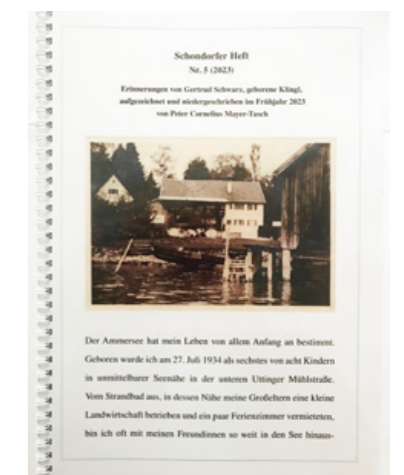 Schondorfer Heft
Nr. 5 (2023)
Erinnerungen von Gertrud Schwarz, geborene Klingl,
aufgezeichnet und niedergeschrieben im Frühjahr 2023
von Peter Cornelius Mayer-Tasch
Der Ammersee hat mein Leben von allem Anfang an bestimmt.
Geboren wurde ich am 27. Juli 1934 als sechstes von acht Kindern
in unmittelbarer Seenähe in der unteren Uttinger Mühlstraße.
Vom Strandbad aus, in dessen Nähe meine Großeltern eine kleine
Landwirtschaft betrieben und ein paar Ferienzimmer vermieteten,
bin ich oft mit meinen Freundinnen so weit in den See hinaus-